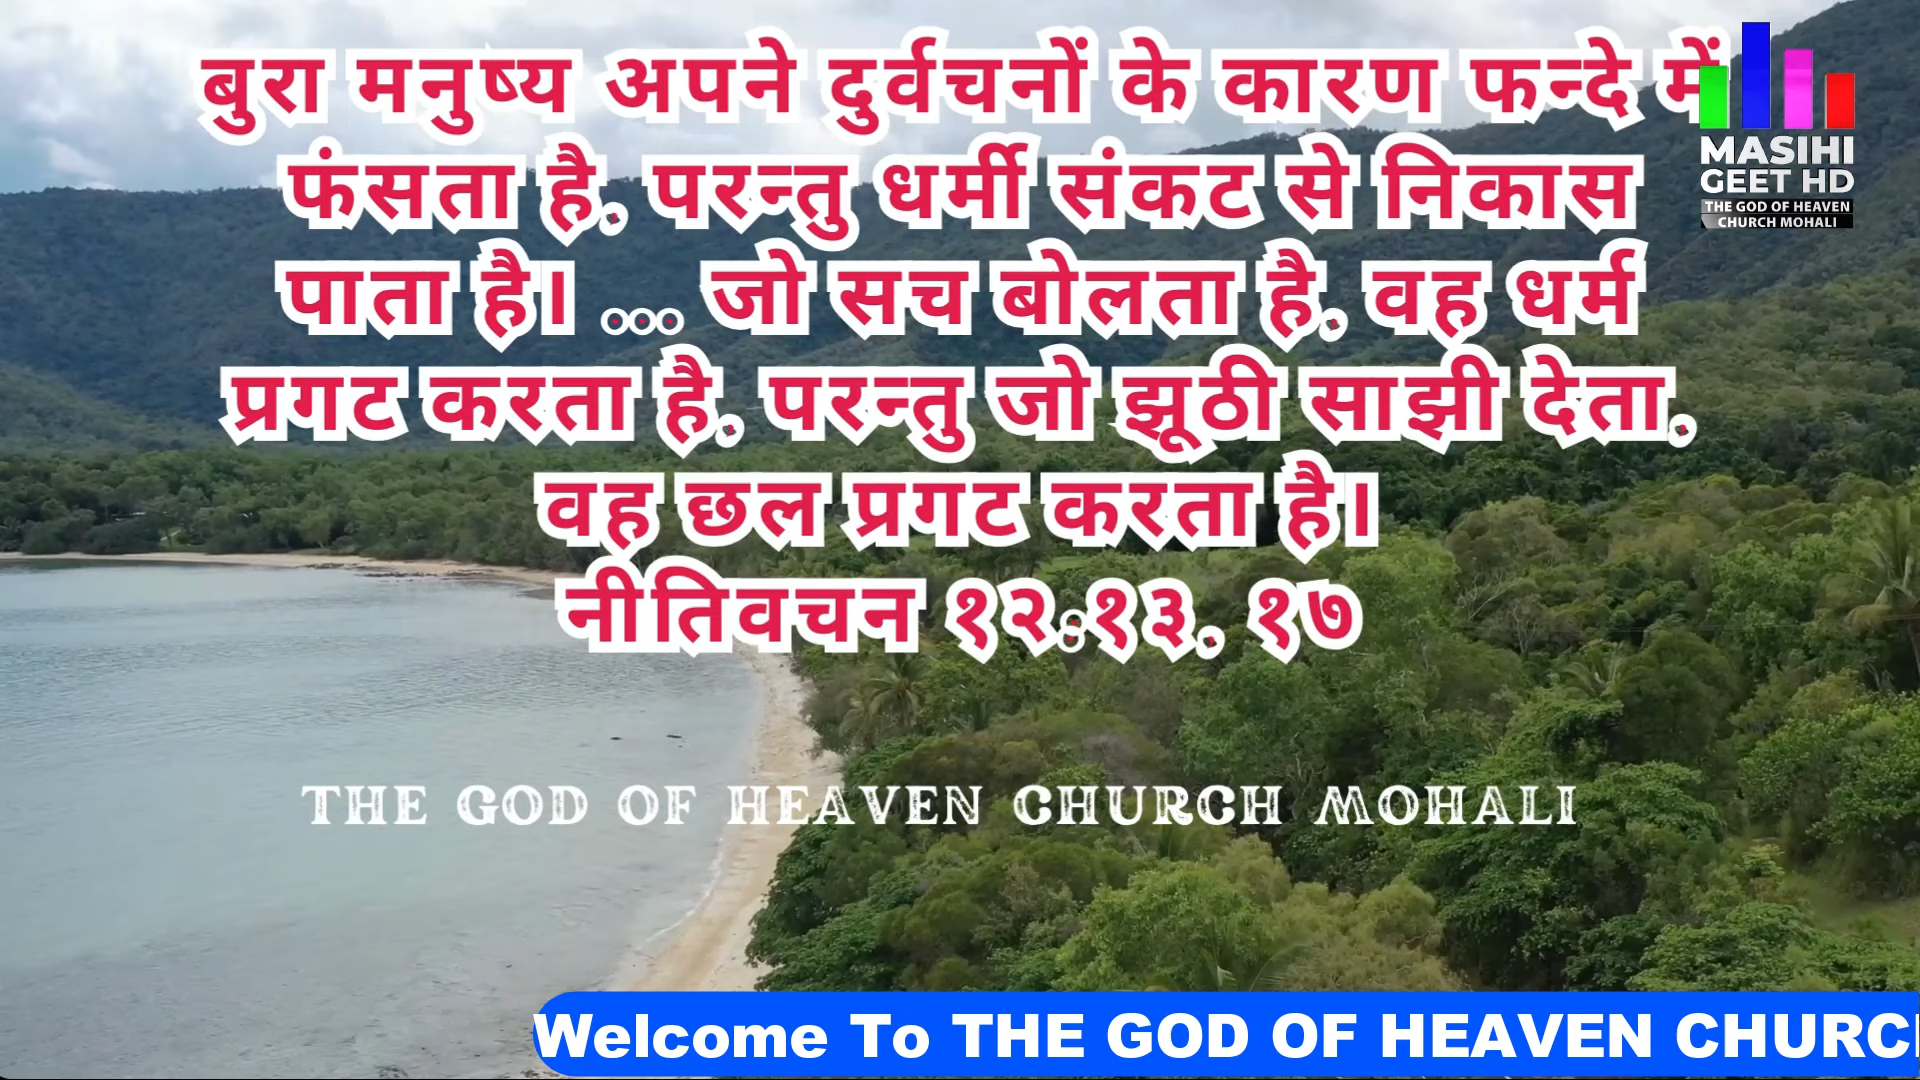 बुरा मनुष्य अपने दुर्वचनों के कारण फन्दे में
फंसता है, परन्तु धर्मी संकट से निकास
पाता है। ... जो सच बोलता है, वह धर्म
प्रगट करता है, परन्तु जो झूठी साझी देता,
वह छल प्रगट करता है।
नीतिवचन १२:१३, १७
MASIHI
GEET HD
THE GOD OF HEAVEN
CHURCH MOHALI
THE GOD OF HEAVEN CHURCH MOHALI
Welcome To THE GOD OF HEAVEN CHURC